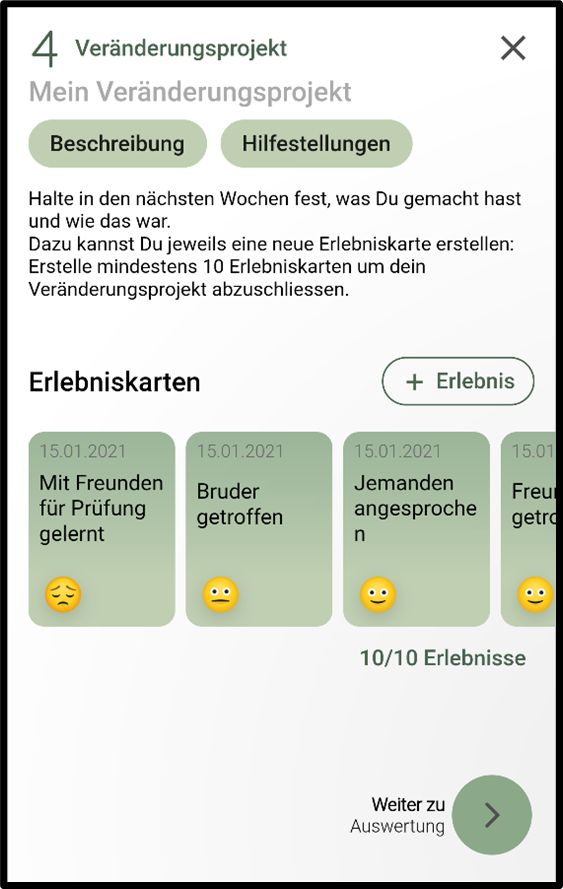 4 Veränderungsprojekt
Mein Veränderungsprojekt
Beschreibung Hilfestellungen
Halte in den nächsten Wochen fest, was Du gemacht hast
und wie das war.
Dazu kannst Du jeweils eine neue Erlebniskarte erstellen:
Erstelle mindestens 10 Erlebniskarten um dein
Veränderungsprojekt abzuschliessen.
Erlebniskarten
+ Erlebnis
15.01.2021
Mit Freunden
für Prüfung
gelernt
15.01.2021
Bruder
getroffen
15.01.2021
Jemanden
angesproche
n
15.01
10/10 Erlebnisse
Weiter zu
Auswertung